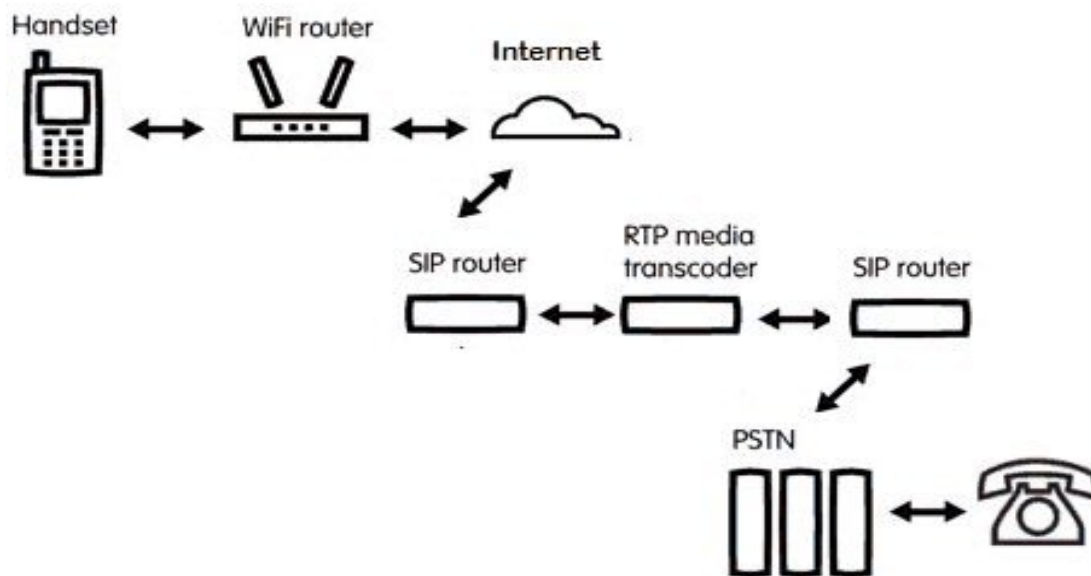 Handset
WiFi router
Internet
SIP router
RTP media
transcoder
SIP router
PSTN